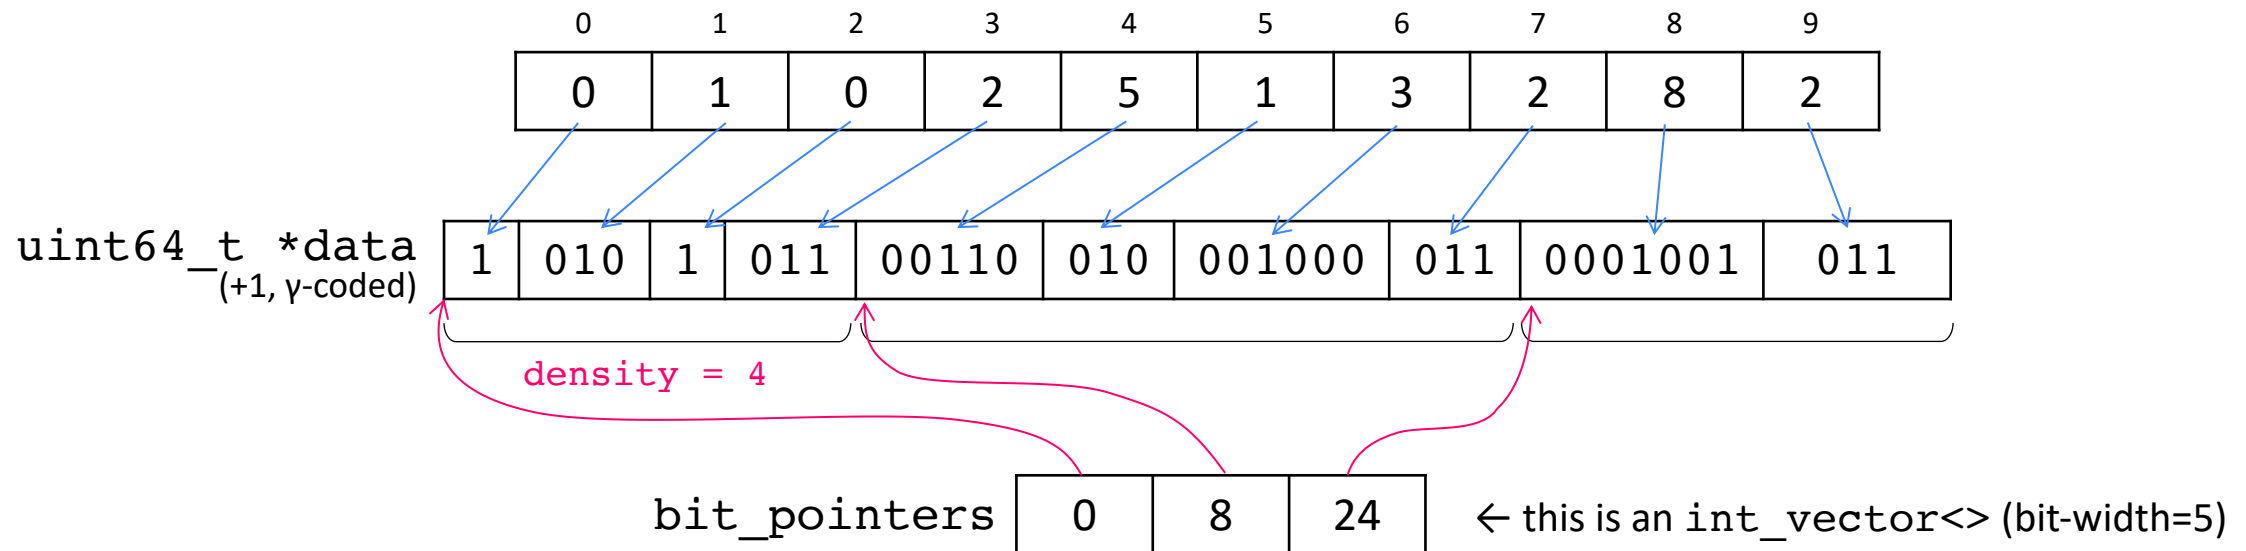 0 1 2 3 4 5 6 7 8 9
0 1 0 2 5 1 3 2 8 2
uint64_t *data 1 010 1 011 00110 010 001000 011 0001001 011
(+1, γ-coded)
density = 4
bit_pointers 0 8 24 ← this is an int_vector<> (bit-width=5)